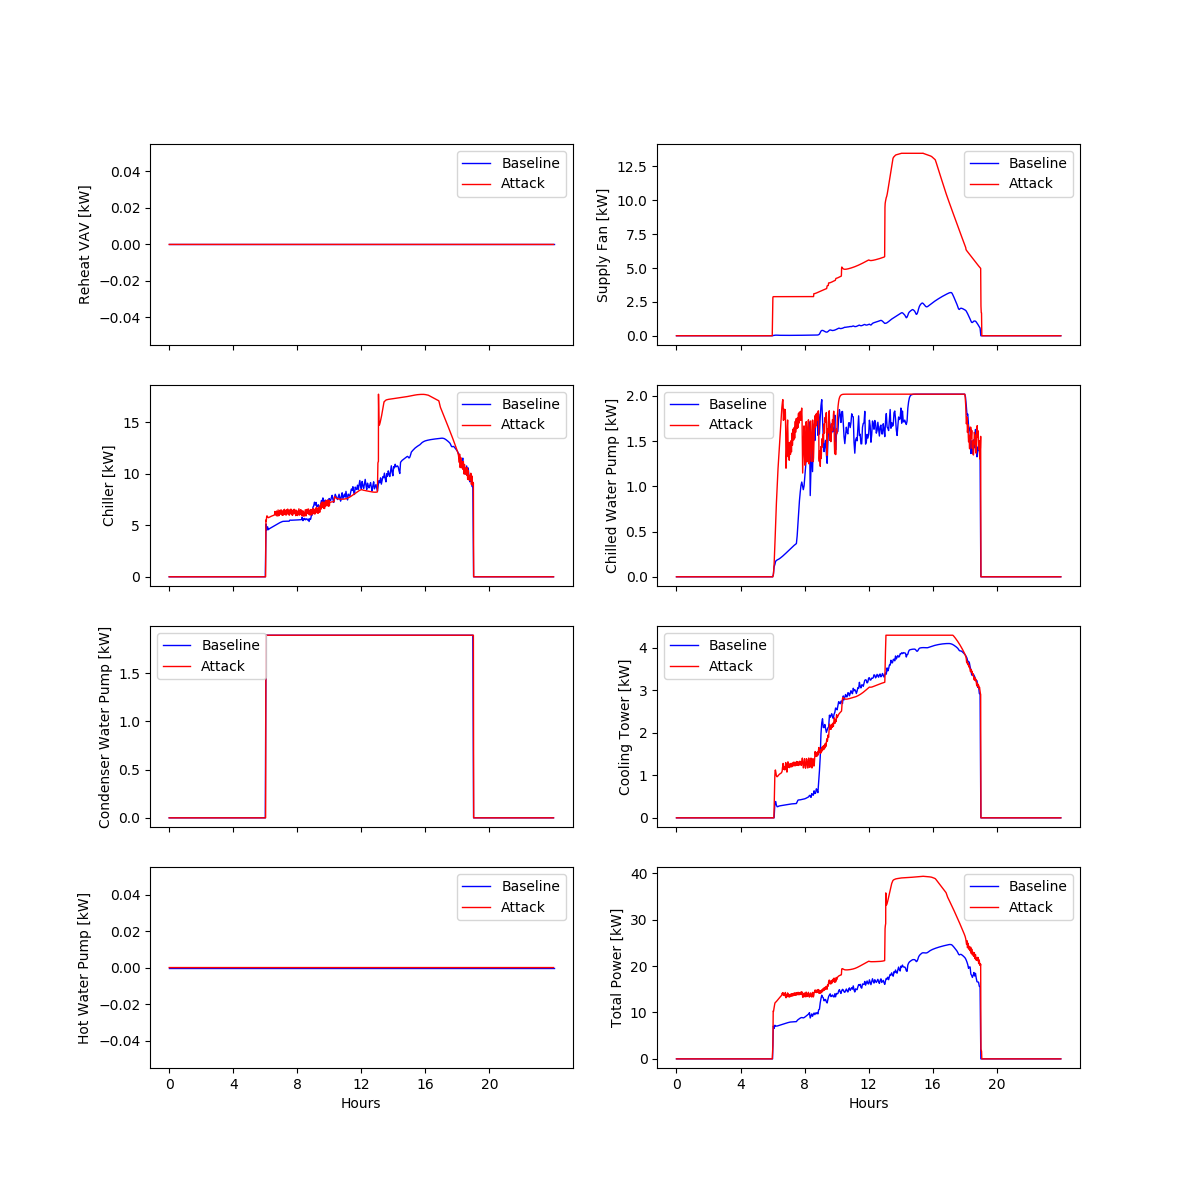 Reheat VAV [kW]
0.04
0.02
0.00
−0.02
−0.04
Baseline
Attack
Supply Fan [kW]
12.5
10.0
7.5
5.0
2.5
0.0
Baseline
Attack
Chiller [kW]
15
10
5
0
Baseline
Attack
Chilled Water Pump [kW]
2.0
1.5
1.0
0.5
0.0
Baseline
Attack
Condenser Water Pump [kW]
1.5
1.0
0.5
0.0
Baseline
Attack
Cooling Tower [kW]
4
3
2
1
0
Baseline
Attack
Hot Water Pump [kW]
0.04
0.02
0.00
−0.02
−0.04
Baseline
Attack
0 4 8 12 16 20
Hours
Total Power [kW]
40
30
20
10
0
Baseline
Attack
0 4 8 12 16 20
Hours